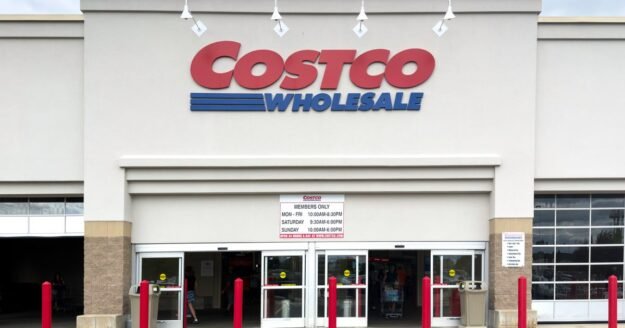 COSTCO
WHOLESALE
COSTCO
MEMBERS ONLY
MON - FRI 10:00AM-8:30PM
SATURDAY 9:30AM-6:00PM
SUNDAY 10:00AM-6:00PM